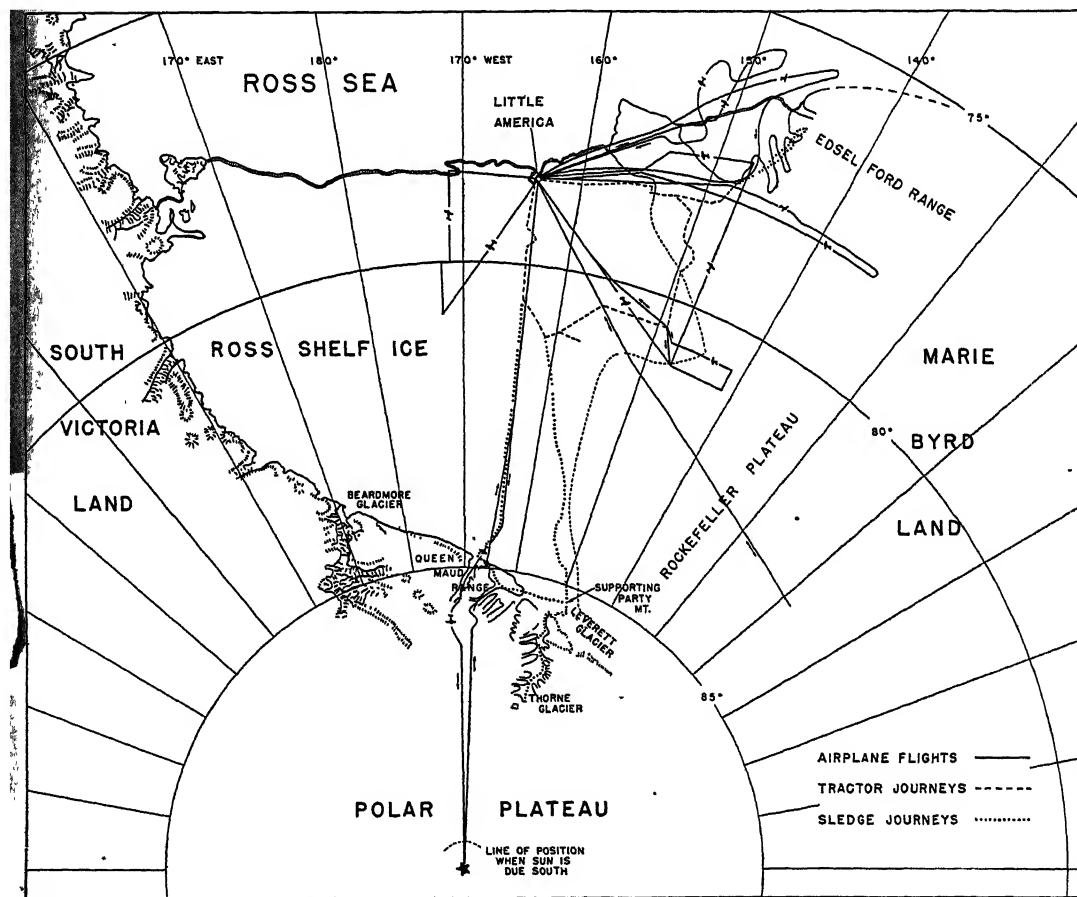 170° EAST
180°
170° WEST
160°
150°
140°
ROSS SEA
LITTLE
AMERICA
75°
EDSEL FORD RANGE
SOUTH
VICTORIA
LAND
ROSS SHELF ICE
MARIE
BYRD
LAND
80°
ROCKEFELLER PLATEAU
BEARDMORE
GLACIER
QUEEN
MAUD
RANGE
SUPPORTING
PARTY
MT.
LEVERETT
GLACIER
THORNE
GLACIER
85°
AIRPLANE FLIGHTS
TRACTOR JOURNEYS
SLEDGE JOURNEYS
POLAR PLATEAU
LINE OF POSITION
WHEN SUN IS
DUE SOUTH